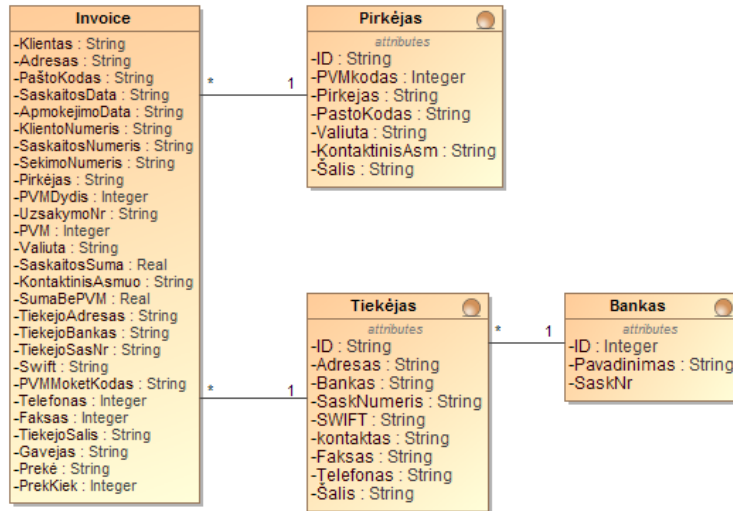 Invoice
-Klientas : String
-Adresas : String
-PaštoKodas : String
-SaskaitosData : String
-ApmokejimoData : String
-KlientoNumeris : String
-SaskaitosNumeris : String
-SekimoNumeris : String
-Pirkėjas : String
-PVMDydis : Integer
-UzsakymoNr : String
-PVM : Integer
-Valiuta : String
-SaskaitosSuma : Real
-KontaktinisAsmuo : String
-SumaBePVM : Real
-TiekejoAdresas : String
-TiekejoBankas : String
-TiekejoSasNr : String
-Swift : String
-PVMMoketKodas : String
-Telefonas : Integer
-Faksas : Integer
-TiekejoSalis : String
-Gavejas : String
-Prekė : String
-PrekKiek : Integer
* 1
Pirkėjas
attributes
-ID : String
-PVMkodas : Integer
-Pirkejas : String
-PastoKodas : String
-Valiuta : String
-KontaktinisAsm : String
-Šalis : String
* 1
Tiekėjas
attributes
-ID : String
-Adresas : String
-Bankas : String
-SaskNumeris : String
-SWIFT : String
-kontaktas : String
-Faksas : String
-Telefonas : String
-Šalis : String
* 1
Bankas
attributes
-ID : Integer
-Pavadinimas : String
-SaskNr